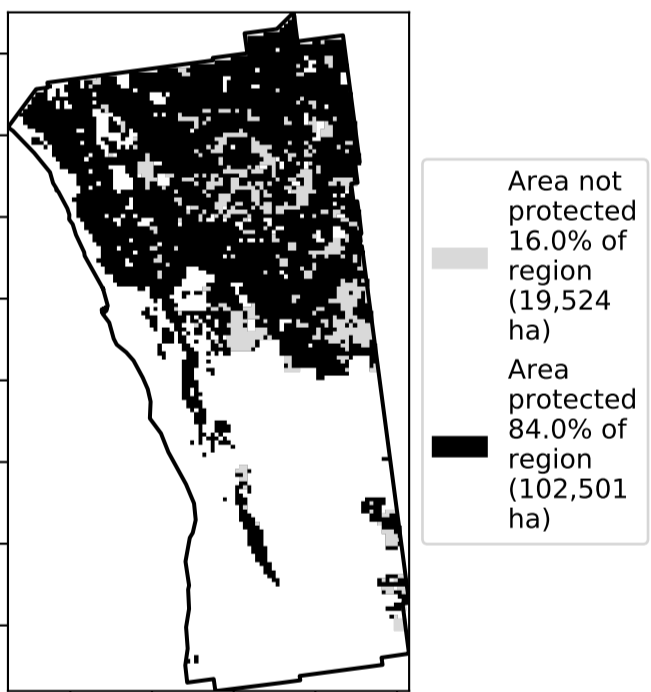 Area not
protected
16.0% of
region
(19,524
ha)
Area
protected
84.0% of
region
(102,501
ha)